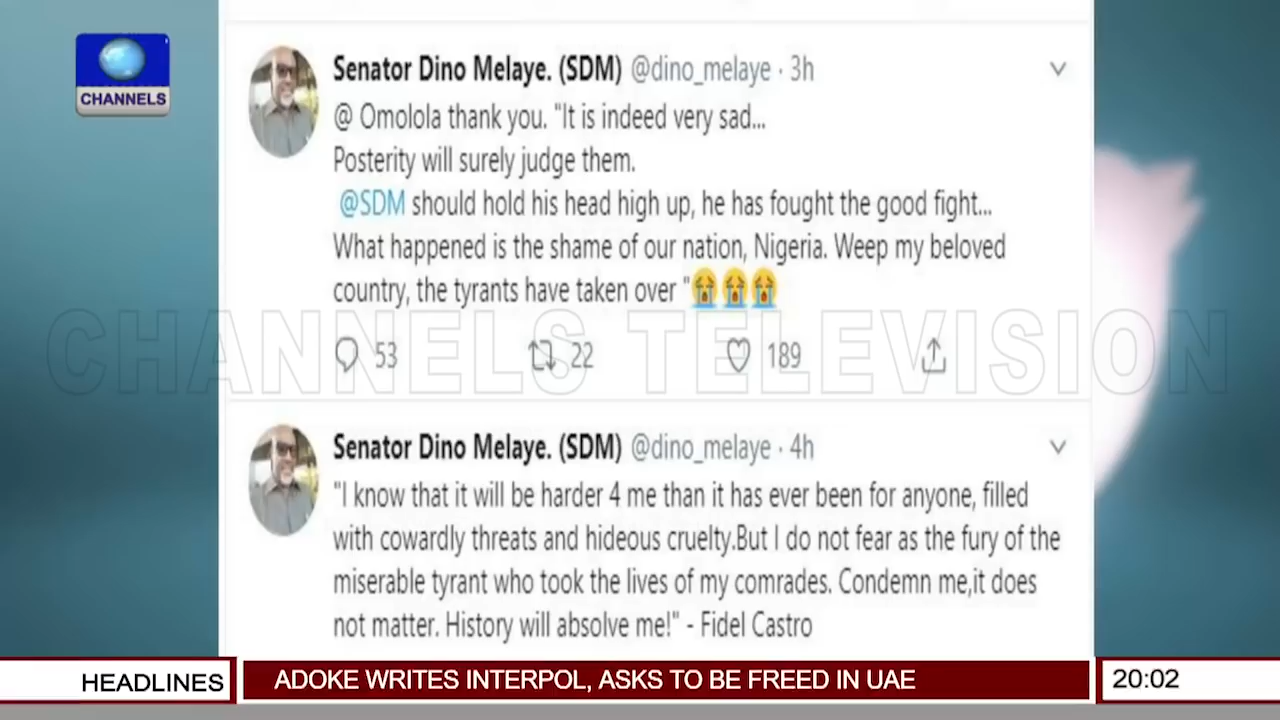 CHANNELS
Senator Dino Melaye. (SDM) @dino_melaye · 3h
@ Omolola thank you. "It is indeed very sad...
Posterity will surely judge them.
@SDM should hold his head high up, he has fought the good fight...
What happened is the shame of our nation, Nigeria. Weep my beloved
country, the tyrants have taken over "😭😭😭
CHANNELS TELEVISION
53 22 189
Senator Dino Melaye. (SDM) @dino_melaye · 4h
"I know that it will be harder 4 me than it has ever been for anyone, filled
with cowardly threats and hideous cruelty.But I do not fear as the fury of the
miserable tyrant who took the lives of my comrades. Condemn me,it does
not matter. History will absolve me!" - Fidel Castro
HEADLINES ADOKE WRITES INTERPOL, ASKS TO BE FREED IN UAE 20:02